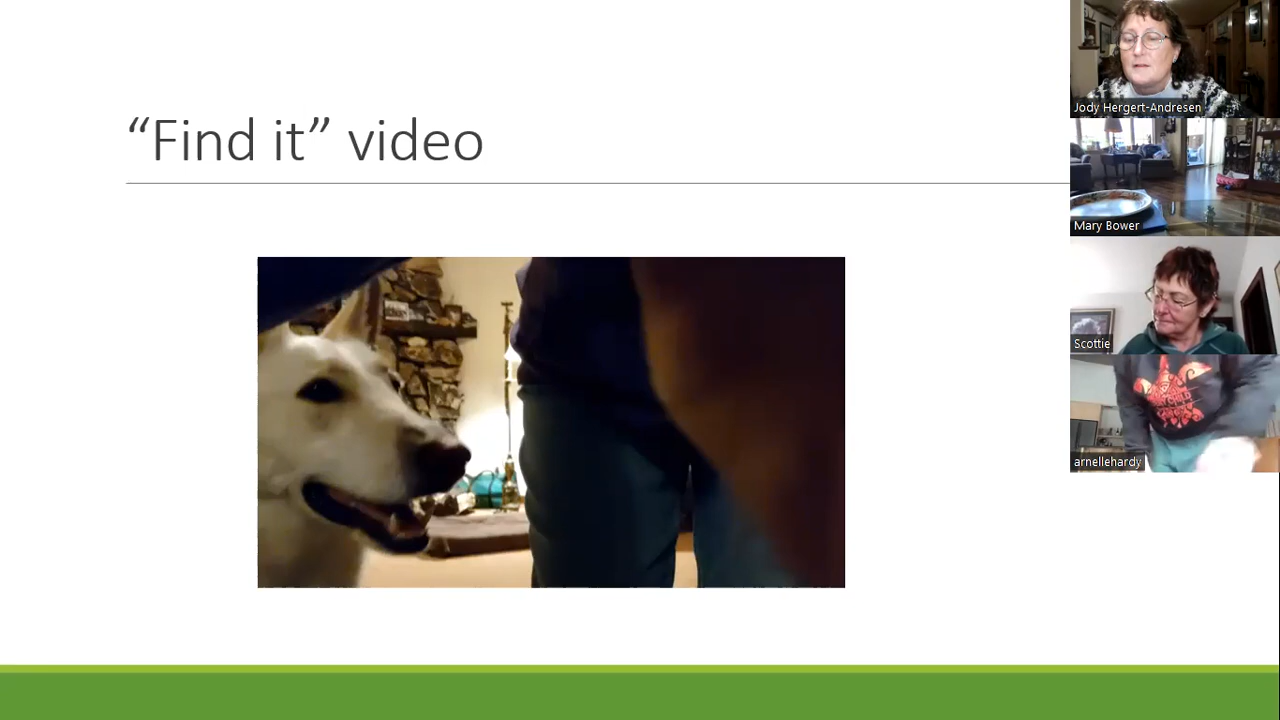 “Find it” video
Jody Hergert-Andresen
Mary Bower
Scottie
arnellehardy